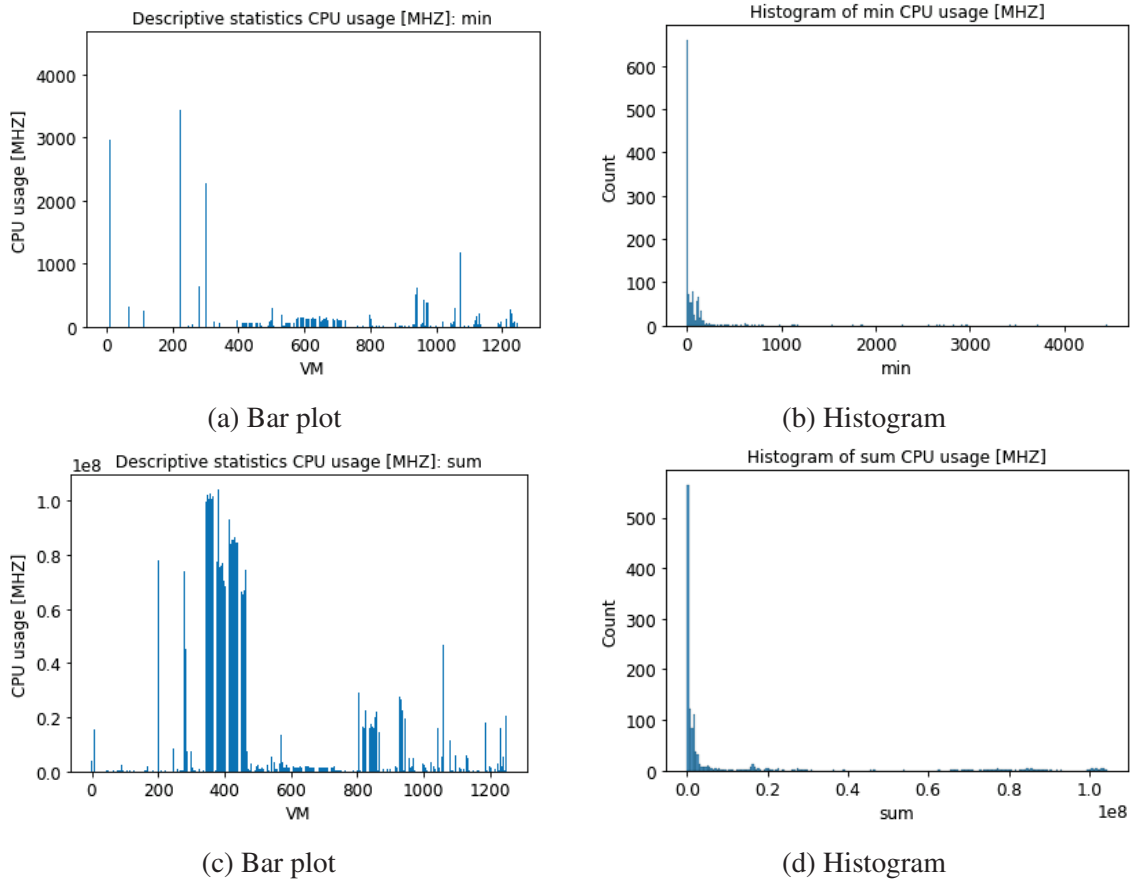 Descriptive statistics CPU usage [MHZ]: min
4000
3000
2000
1000
0
CPU usage [MHZ]
0 200 400 600 800 1000 1200
VM
(a) Bar plot
Histogram of min CPU usage [MHZ]
600
500
400
300
200
100
0
Count
0 1000 2000 3000 4000
min
(b) Histogram
1e8
Descriptive statistics CPU usage [MHZ]: sum
1.0
0.8
0.6
0.4
0.2
0.0
CPU usage [MHZ]
0 200 400 600 800 1000 1200
VM
(c) Bar plot
Histogram of sum CPU usage [MHZ]
500
400
300
200
100
0
Count
0.0 0.2 0.4 0.6 0.8 1.0
1e8
sum
(d) Histogram